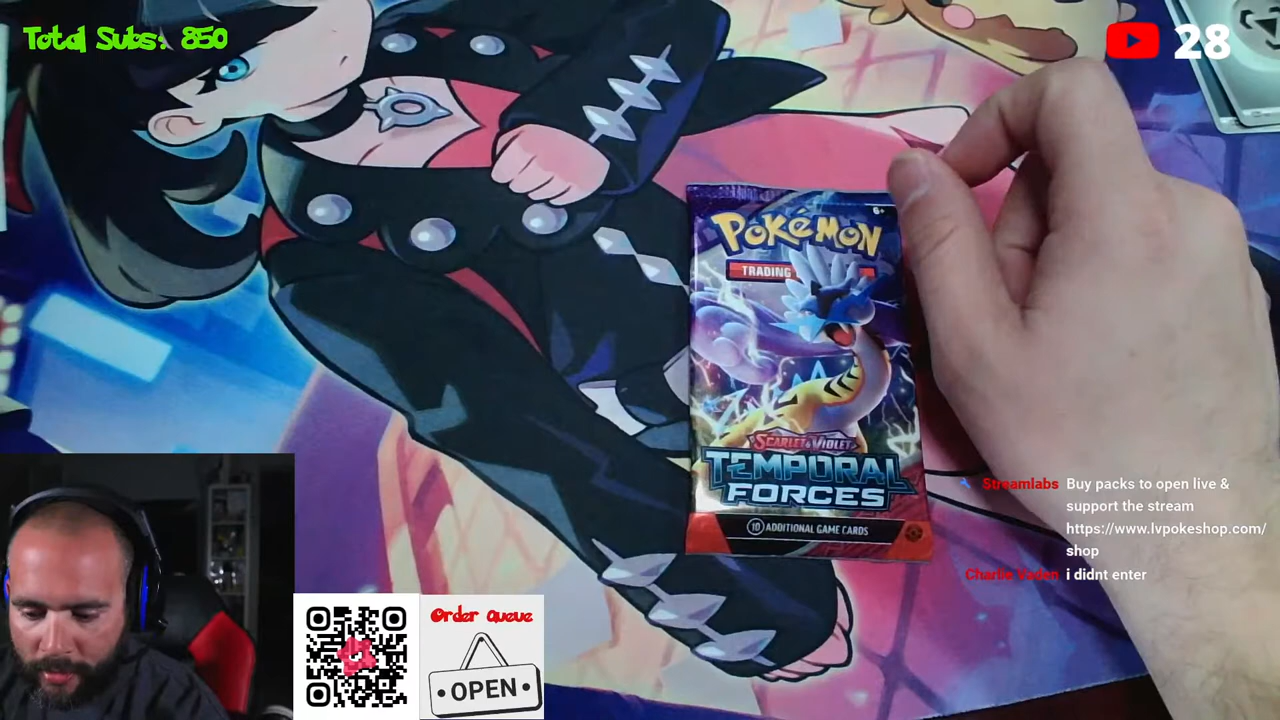 Total Subs: 850
28
6+
POKéMON
TRADING
SCARLET & VIOLET
TEMPORAL
FORCES
10 ADDITIONAL GAME CARDS
Streamlabs Buy packs to open live &
support the stream
https://www.lvpokeshop.com/
shop
Charlie Vaden i didnt enter
Order Queue
OPEN